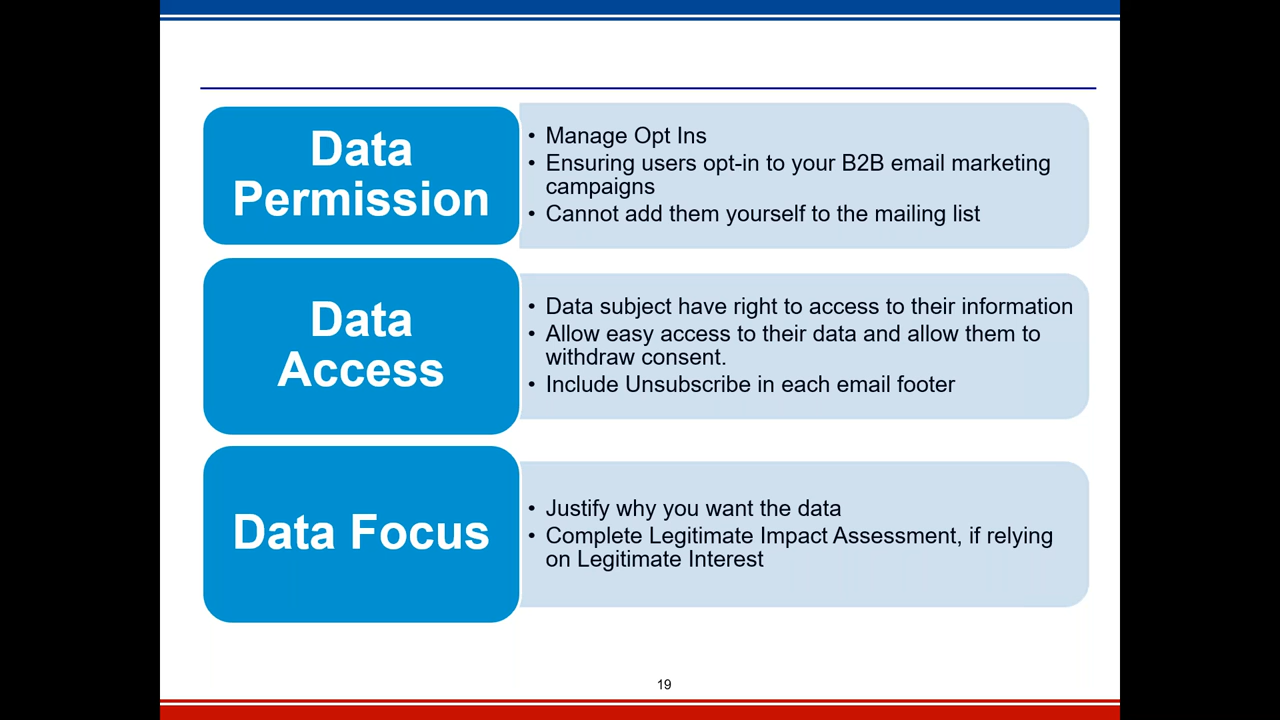 Data
Permission
• Manage Opt Ins
• Ensuring users opt-in to your B2B email marketing
campaigns
• Cannot add them yourself to the mailing list
Data
Access
• Data subject have right to access to their information
• Allow easy access to their data and allow them to
withdraw consent.
• Include Unsubscribe in each email footer
Data Focus
• Justify why you want the data
• Complete Legitimate Impact Assessment, if relying
on Legitimate Interest
19